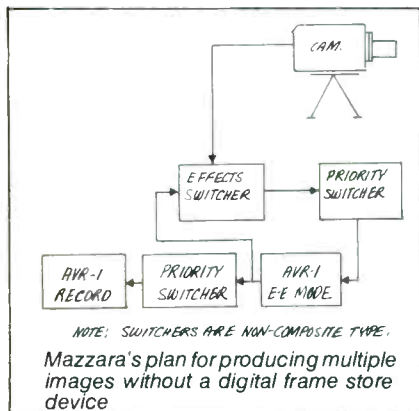 CAM.
EFFECTS
SWITCHER
PRIORITY
SWITCHER
AVR-1
RECORD
PRIORITY
SWITCHER
AVR-1
E-E MODE
NOTE: SWITCHERS ARE NON-COMPOSITE TYPE.
Mazzara's plan for producing multiple
images without a digital frame store
device